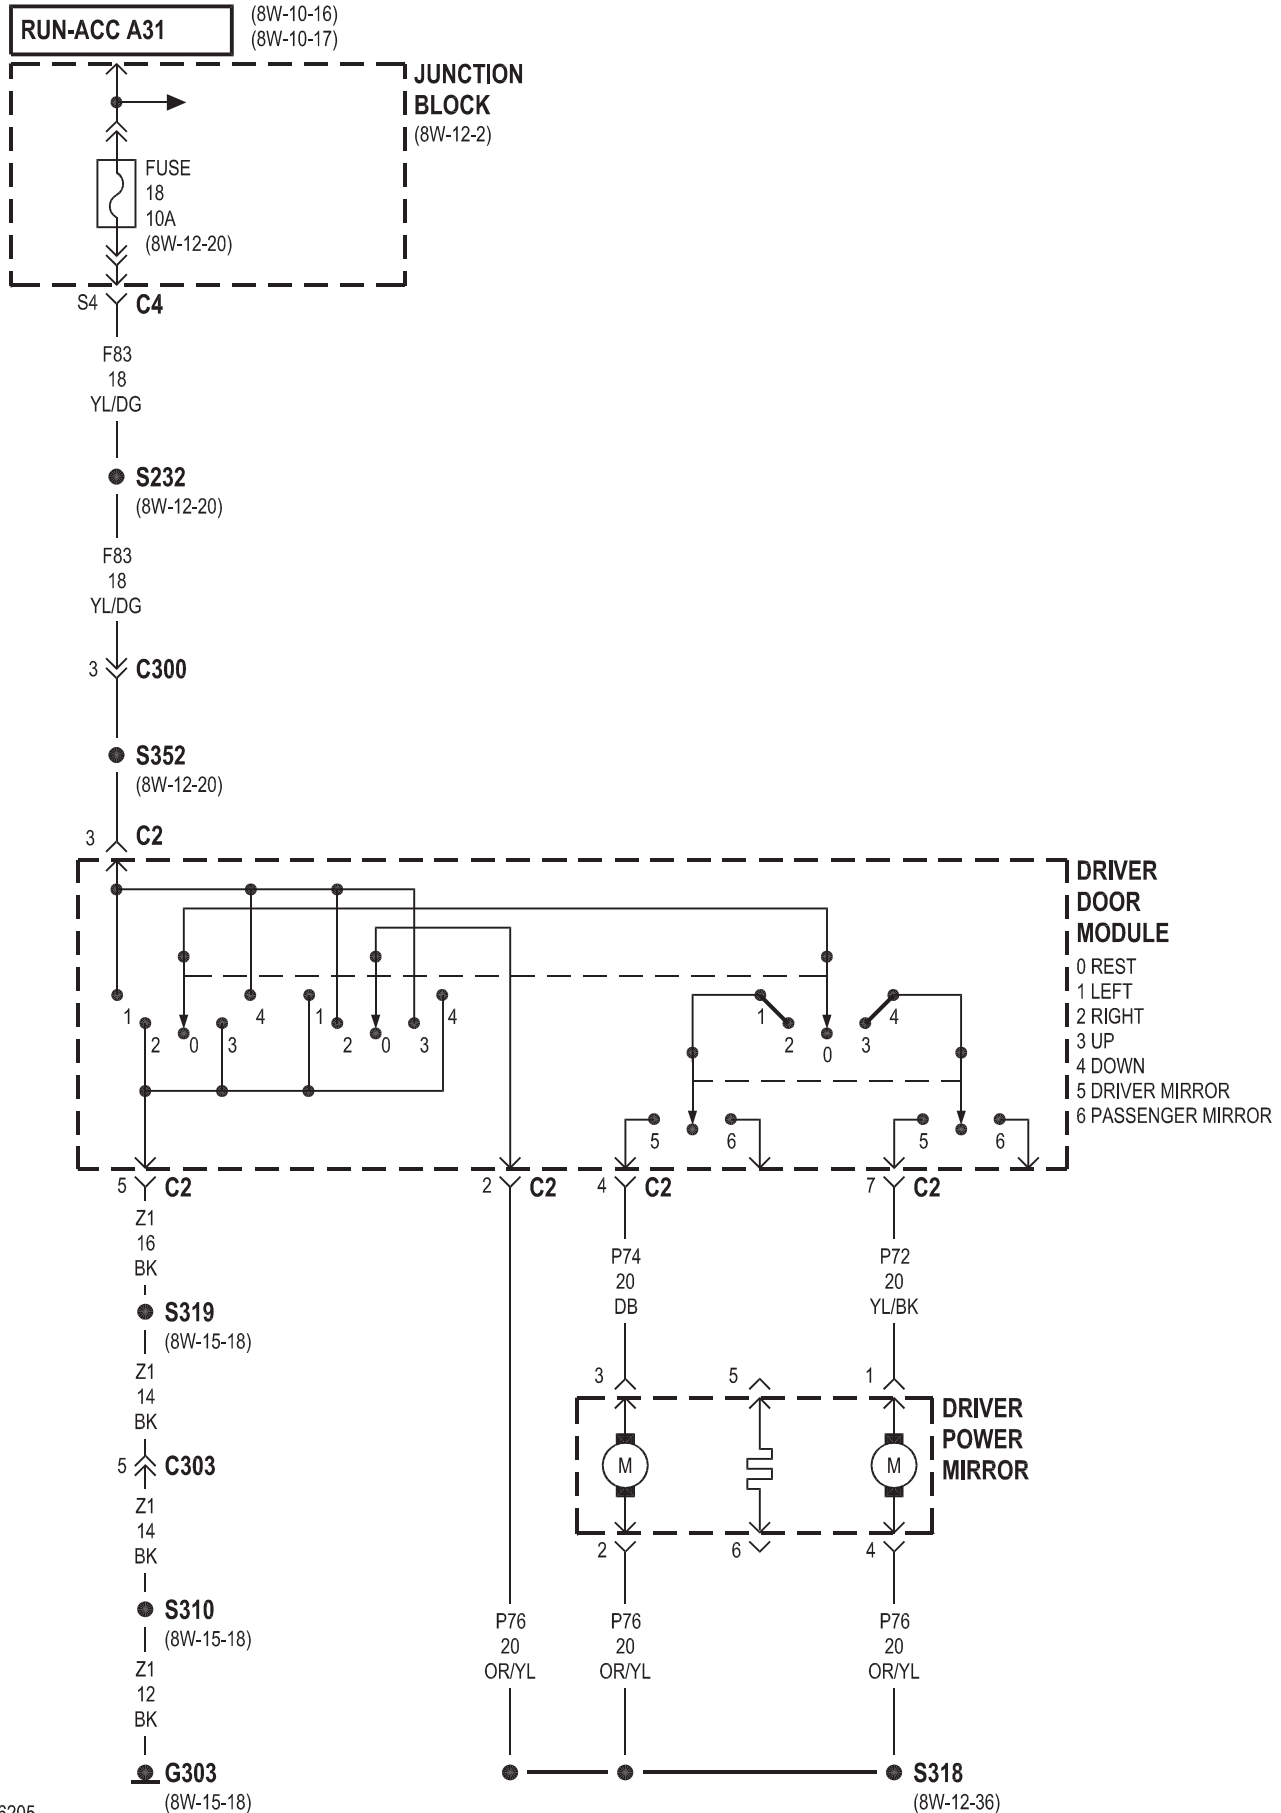 RUN-ACC A31
(8W-10-16)
(8W-10-17)
JUNCTION
BLOCK
(8W-12-2)
FUSE
18
10A
(8W-12-20)
S4 C4
F83
18
YL/DG
S232
(8W-12-20)
F83
18
YL/DG
3 C300
S352
(8W-12-20)
3 C2
DRIVER
DOOR
MODULE
0 REST
1 LEFT
2 RIGHT
3 UP
4 DOWN
5 DRIVER MIRROR
6 PASSENGER MIRROR
1 4 1 4 1 4
2 0 3 2 0 3 2 0 3
5 6 5 6
5 C2 2 C2 4 C2 7 C2
Z1
16
BK
P74
20
DB
P72
20
YL/BK
S319
(8W-15-18)
Z1
14
BK
3 5 1
DRIVER
POWER
MIRROR
M M
5 C303
Z1
14
BK
2 6 4
S310
(8W-15-18)
P76
20
OR/YL
P76
20
OR/YL
P76
20
OR/YL
Z1
12
BK
G303
(8W-15-18)
S318
(8W-12-36)